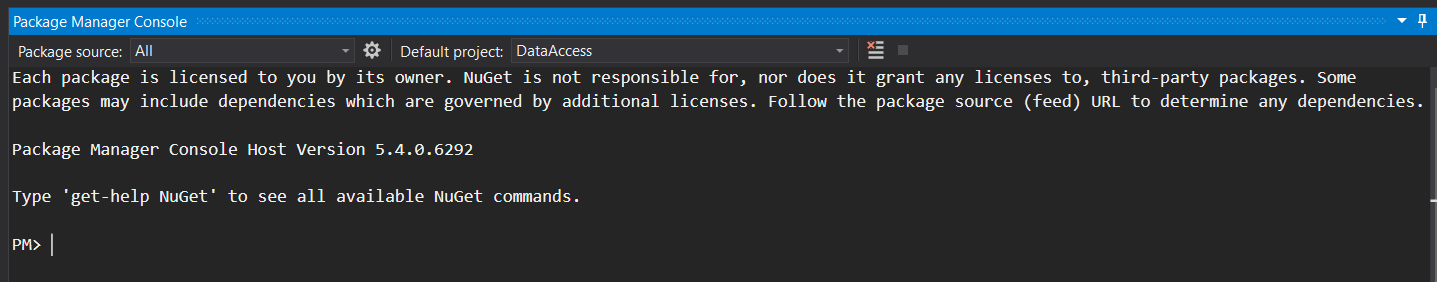 Package Manager Console
Package source: All Default project: DataAccess
Each package is licensed to you by its owner. NuGet is not responsible for, nor does it grant any licenses to, third-party packages. Some
packages may include dependencies which are governed by additional licenses. Follow the package source (feed) URL to determine any dependencies.
Package Manager Console Host Version 5.4.0.6292
Type 'get-help NuGet' to see all available NuGet commands.
PM>